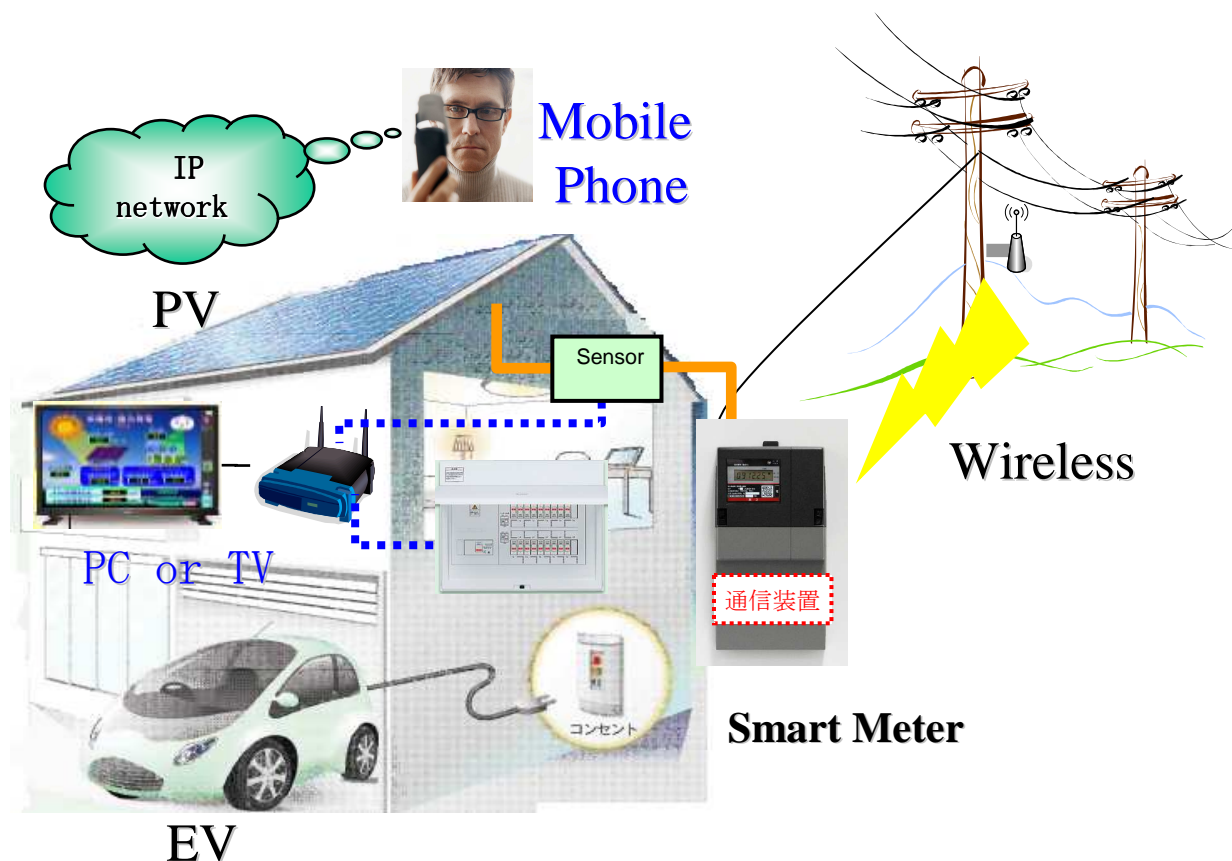 Mobile
Phone
IP
network
PV
Sensor
Wireless
PC or TV
通信装置
コンセント
Smart Meter
EV